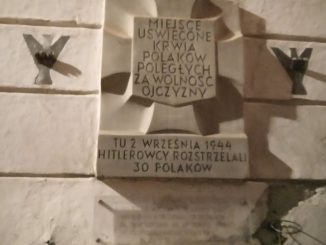 MIEJSCE
UŚWIĘCONE
KRWIĄ
POLAKÓW
POLEGŁYCH
ZA WOLNOŚĆ
OJCZYZNY
TU 2 WRZEŚNIA 1944
HITLEROWCY ROZSTRZELALI
30 POLAKÓW